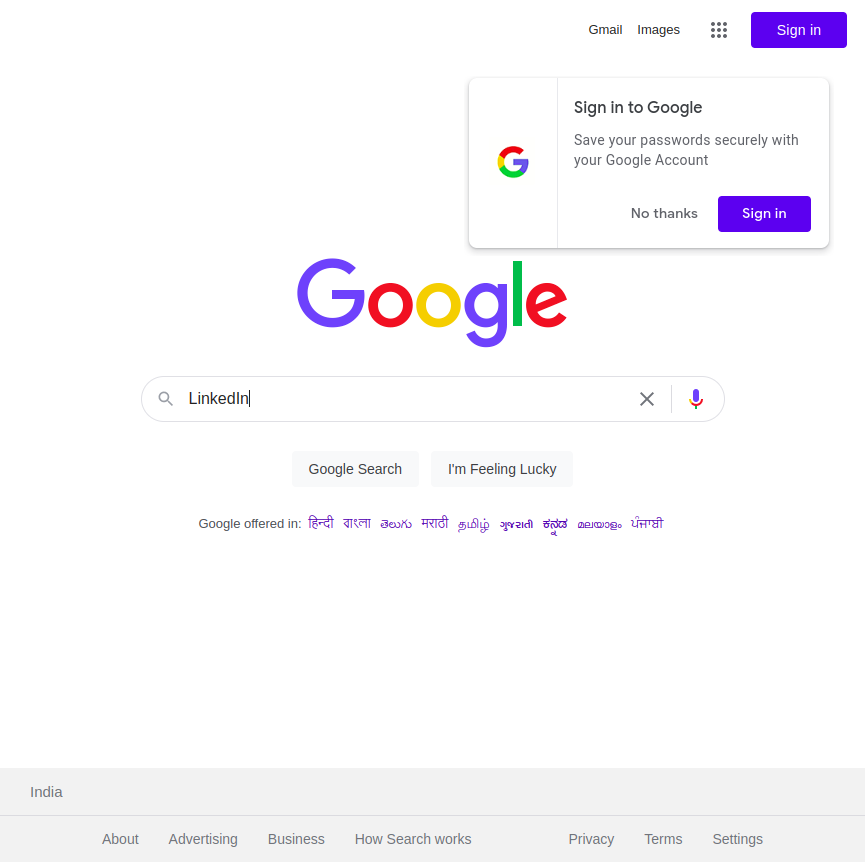 Gmail Images Sign in
Sign in to Google
Save your passwords securely with
your Google Account
No thanks Sign in
Google
LinkedIn
Google Search I'm Feeling Lucky
Google offered in: हिन्दी বাংলা తెలుగు मराठी தமிழ் ગુજરાતી ಕನ್ನಡ മലയാളം ਪੰਜਾਬੀ
India
About Advertising Business How Search works Privacy Terms Settings